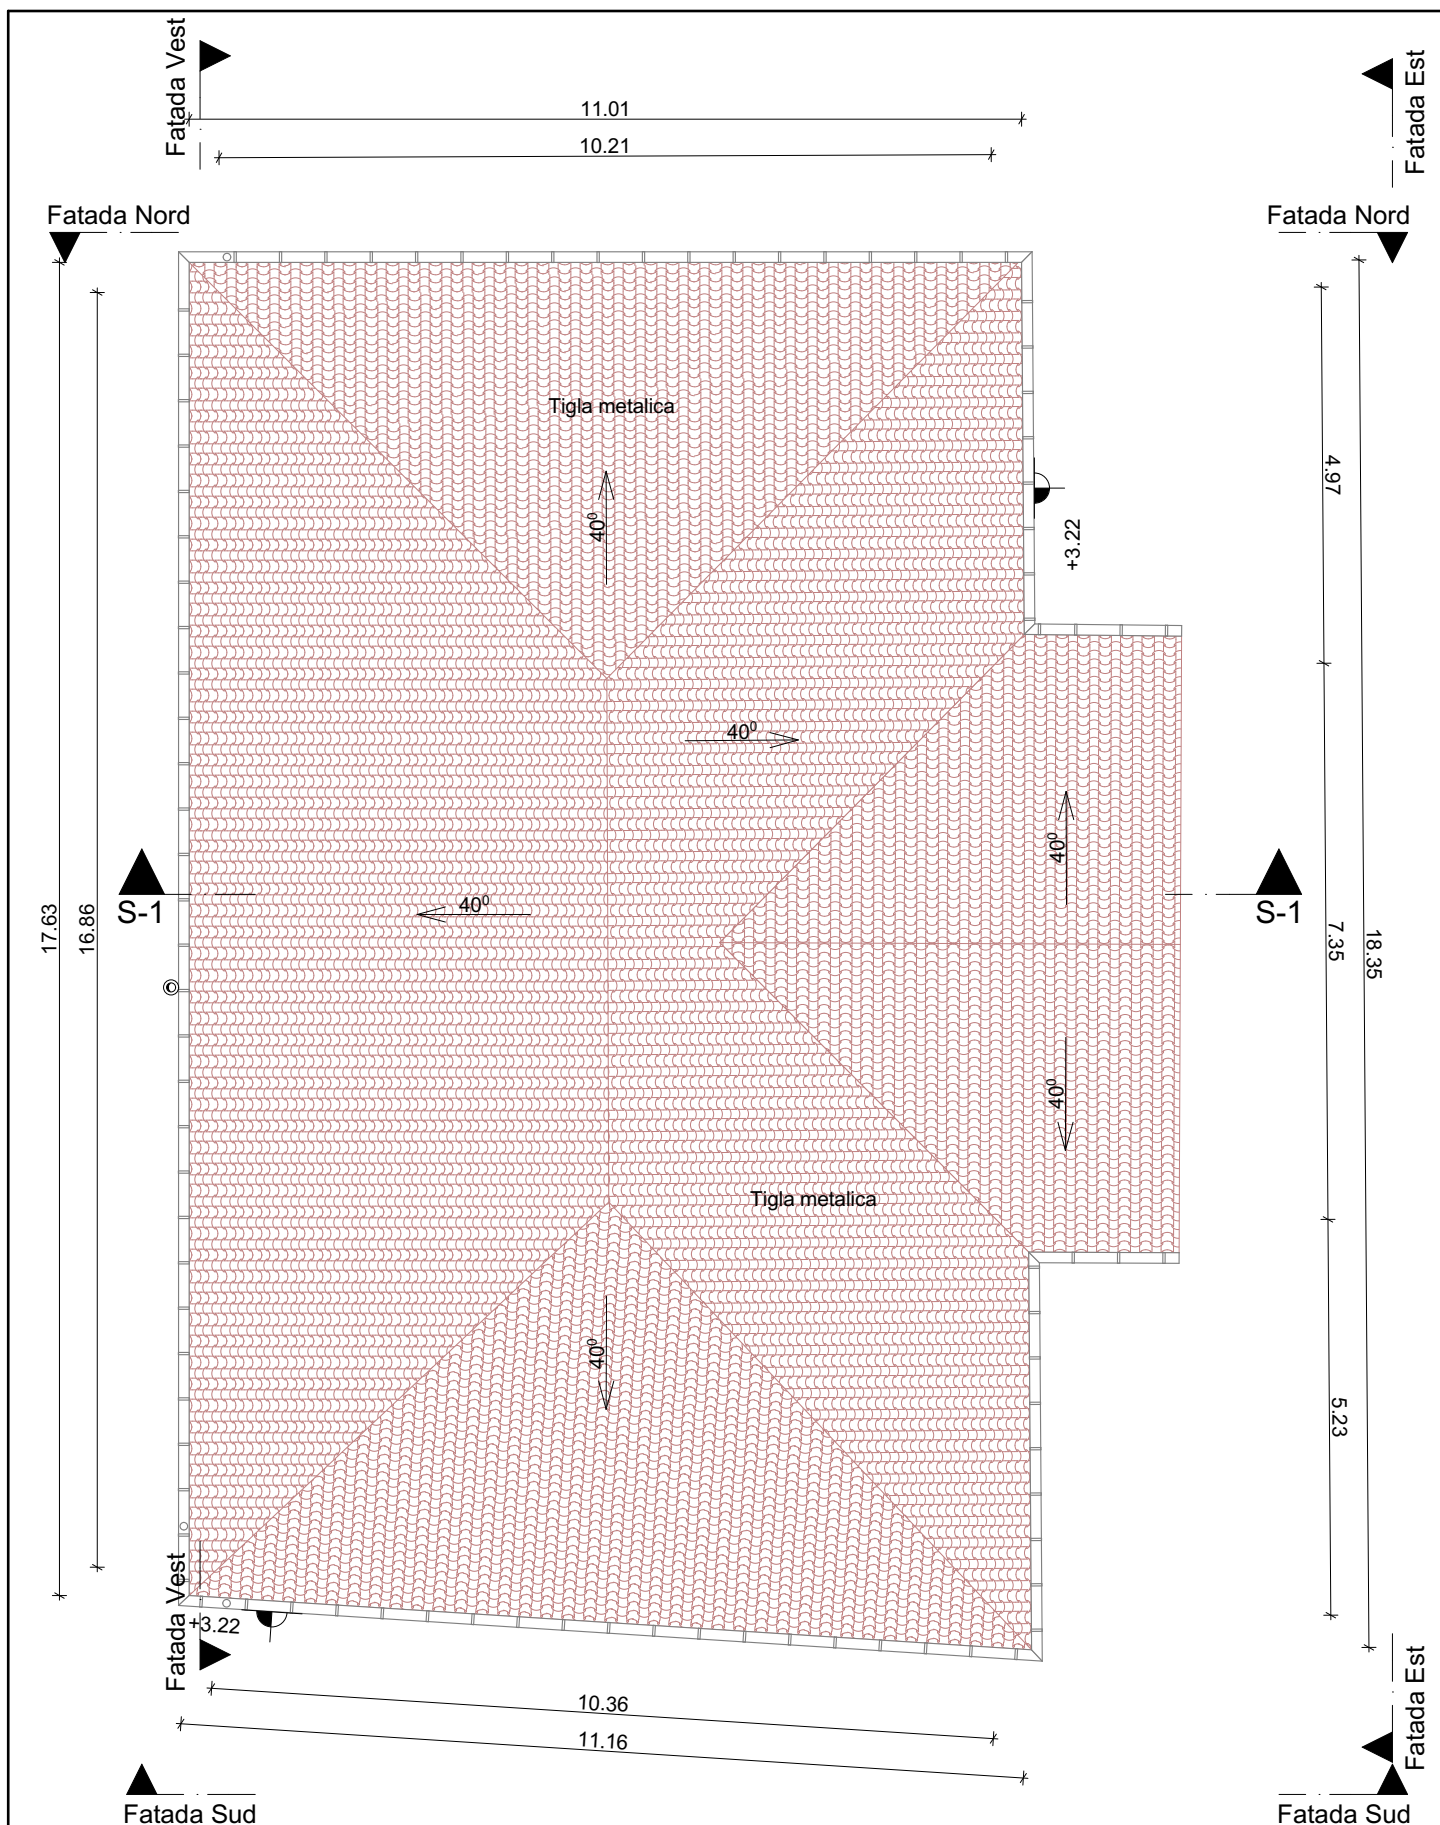 Fatada Vest
Fatada Est
11.01
10.21
Fatada Nord
Fatada Nord
Tigla metalica
40⁰
4.97
+3.22
40⁰
40⁰
S-1
40⁰
S-1
17.63
16.86
7.35
18.35
40⁰
Tigla metalica
40⁰
5.23
Fatada Vest
+3.22
Fatada Est
10.36
11.16
Fatada Sud
Fatada Sud